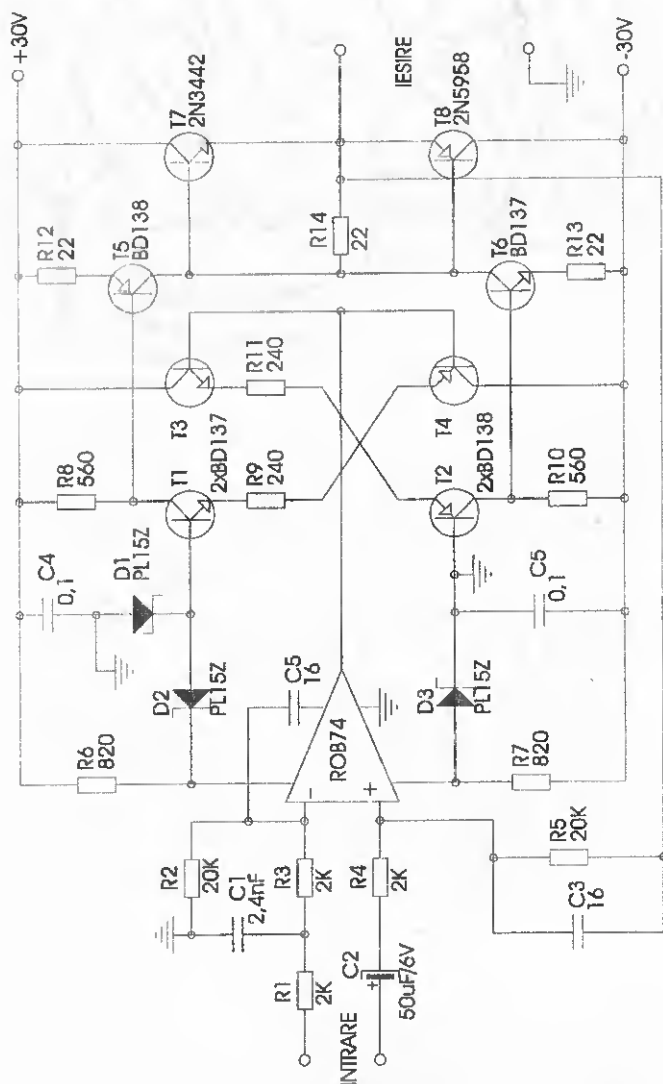 +30V
R12
22
T5
BD138
T7
2N3442
R8
560
C4
0,1
D1
PL15Z
T1
2xBD137
T3
R11
240
R9
240
R14
22
IESIRE
R6
820
D2
PL15Z
R2
20K
C1
2,4nF
C5
16
R1
2K
R3
2K
-
ROB74
INTRARE
+
C2
50uF/6V
R4
2K
+
D3
PL15Z
T2
2xBD138
T4
T8
2N5958
T6
BD137
C5
0,1
R7
820
R10
560
R13
22
-30V
C3
16
R5
20K